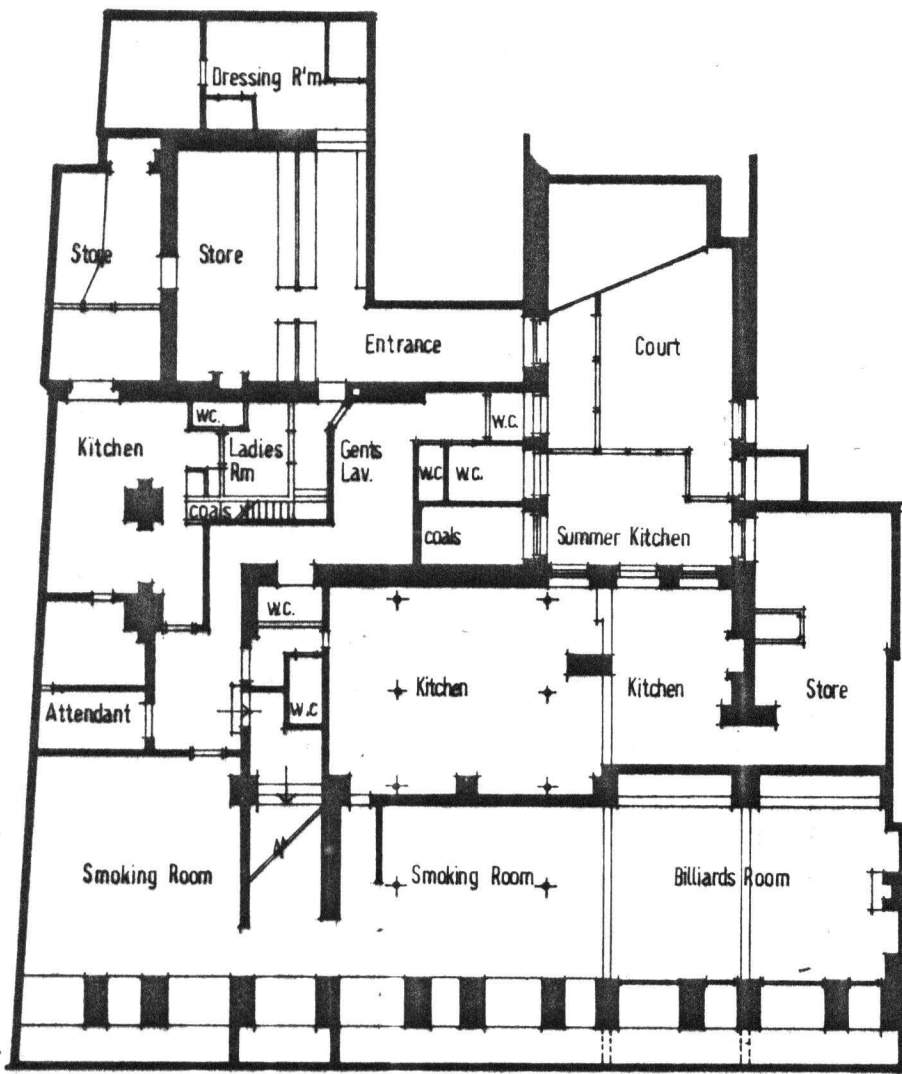 Dressing R'm
Store
Store
Entrance
Court
W.C.
W.C.
Kitchen
Ladies
Rm
Gents
Lav.
W.C
W.C.
coals
coals
Summer Kitchen
W.C.
Kitchen
Kitchen
Store
W.C
Attendant
Smoking Room
Smoking Room
Billiards Room